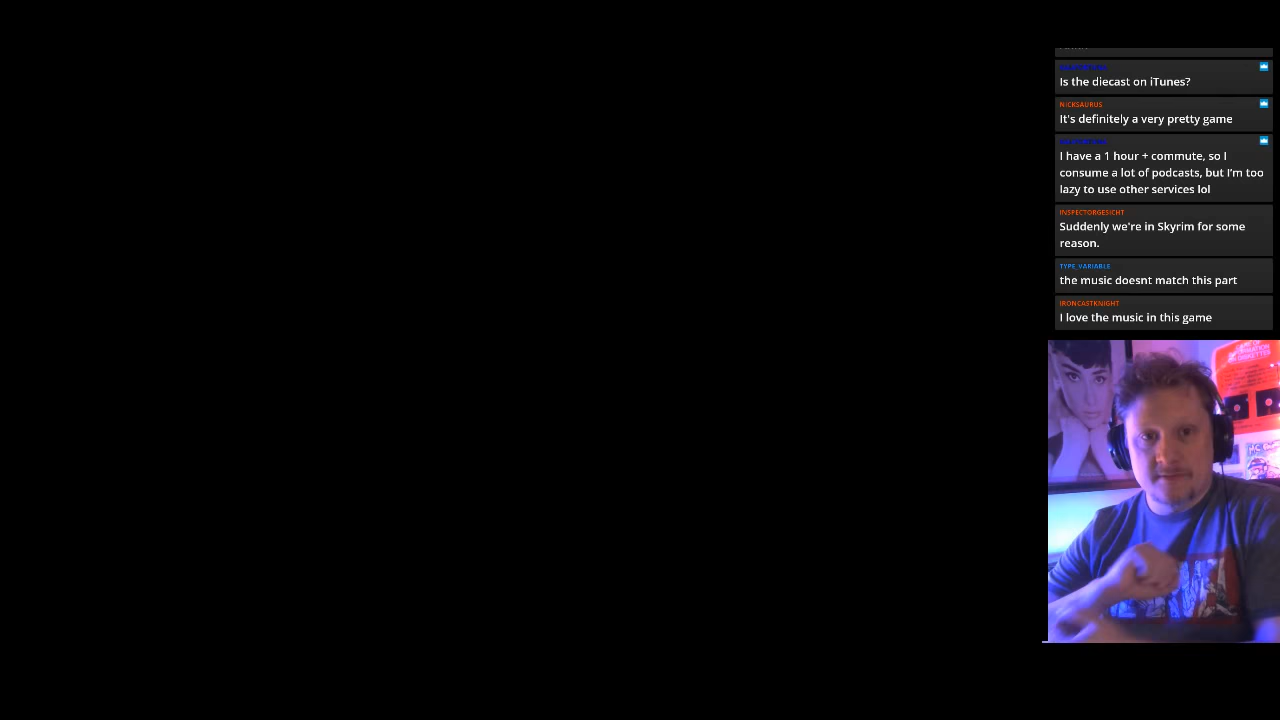 Is the diecast on iTunes?
NICKSAURUS
It's definitely a very pretty game
I have a 1 hour + commute, so I
consume a lot of podcasts, but I'm too
lazy to use other services lol
INSPECTORGESICHT
Suddenly we're in Skyrim for some
reason.
TYPE_VARIABLE
the music doesnt match this part
IRONCASTKNIGHT
I love the music in this game